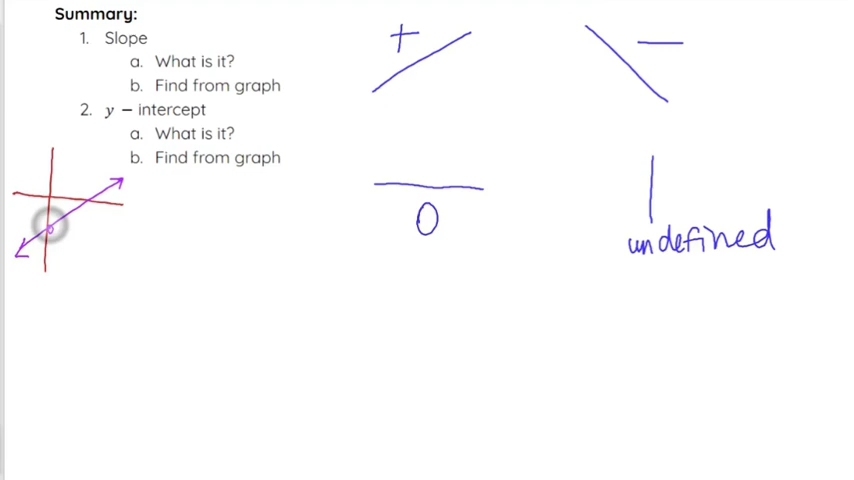 Summary:
1. Slope
a. What is it?
b. Find from graph
2. y – intercept
a. What is it?
b. Find from graph
+
—
0
undefined